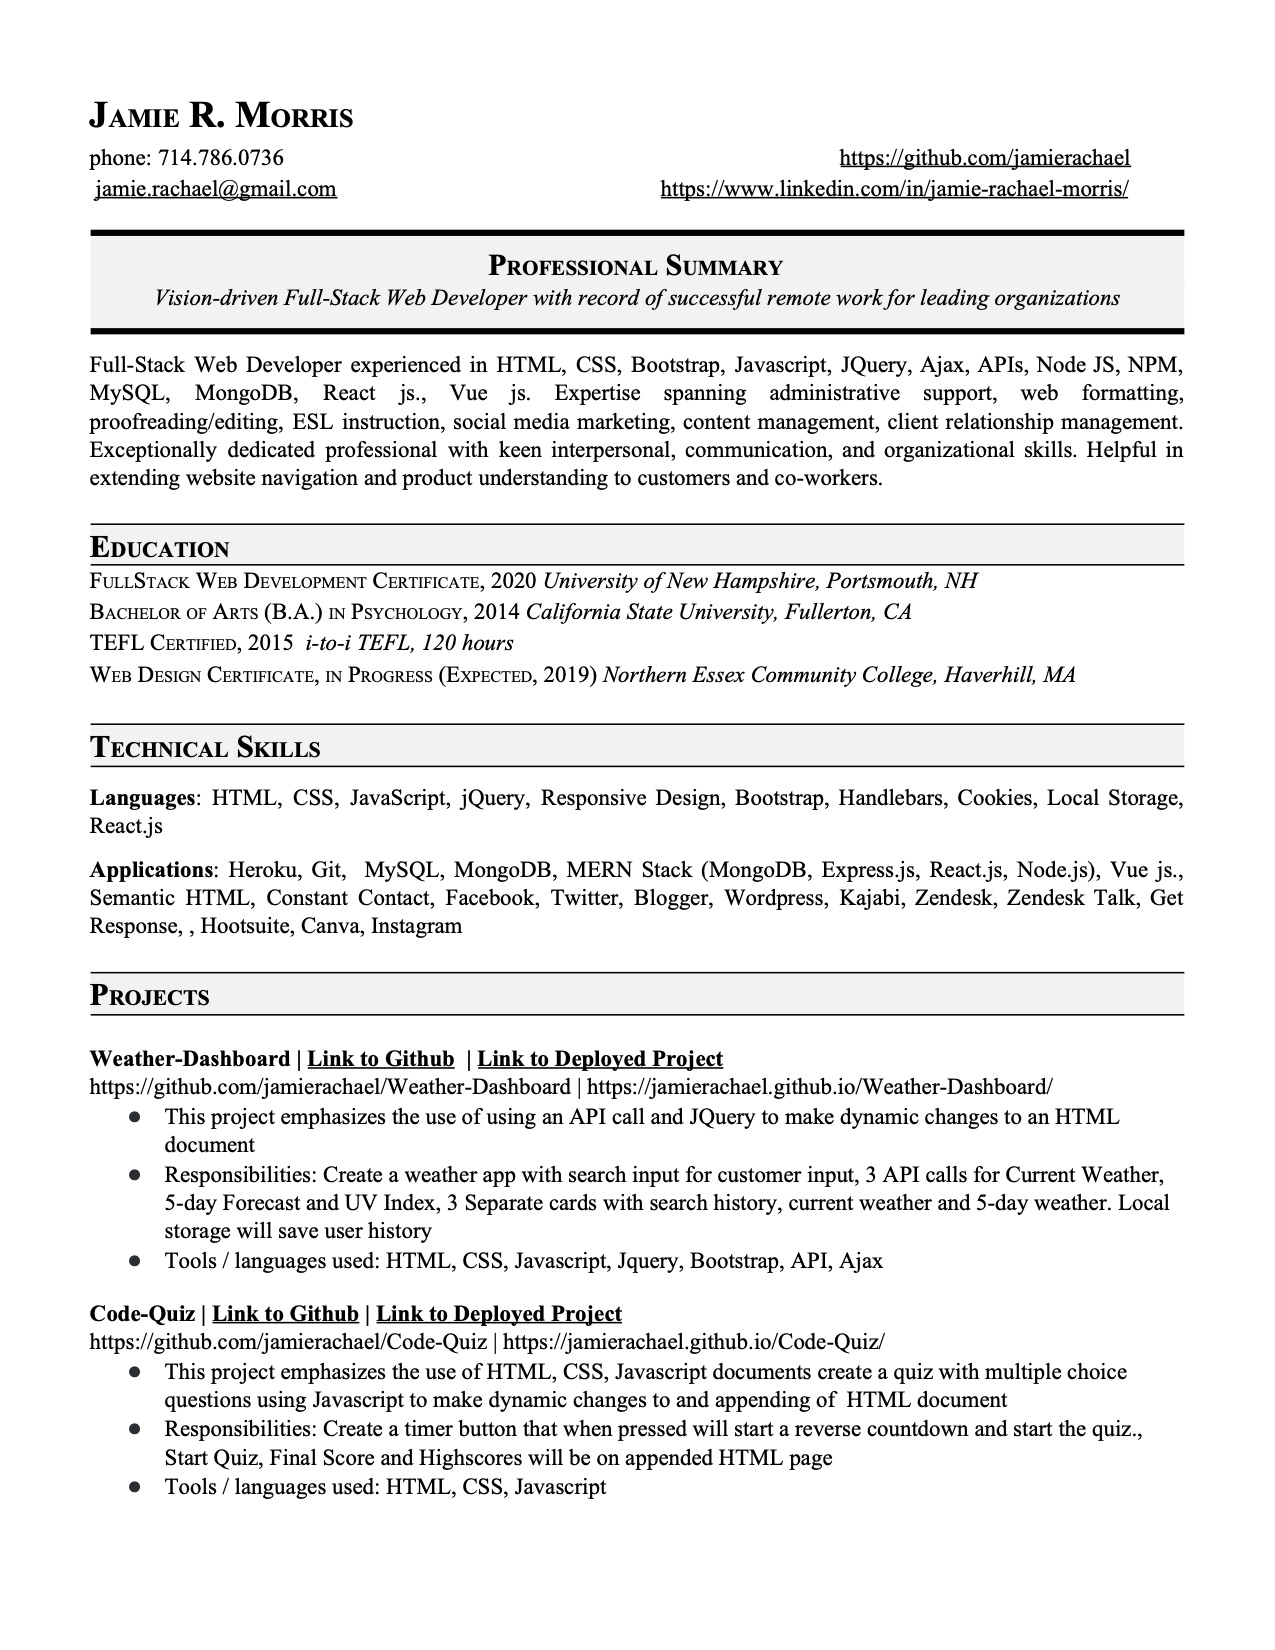 Jamie R. Morris
phone: 714.786.0736 https://github.com/jamierachael
jamie.rachael@gmail.com https://www.linkedin.com/in/jamie-rachael-morris/
Professional Summary
Vision-driven Full-Stack Web Developer with record of successful remote work for leading organizations
Full-Stack Web Developer experienced in HTML, CSS, Bootstrap, Javascript, JQuery, Ajax, APIs, Node JS, NPM,
MySQL, MongoDB, React js., Vue js. Expertise spanning administrative support, web formatting,
proofreading/editing, ESL instruction, social media marketing, content management, client relationship management.
Exceptionally dedicated professional with keen interpersonal, communication, and organizational skills. Helpful in
extending website navigation and product understanding to customers and co-workers.
Education
FullStack Web Development Certificate, 2020 University of New Hampshire, Portsmouth, NH
Bachelor of Arts (B.A.) in Psychology, 2014 California State University, Fullerton, CA
TEFL Certified, 2015 i-to-i TEFL, 120 hours
Web Design Certificate, in Progress (Expected, 2019) Northern Essex Community College, Haverhill, MA
Technical Skills
Languages: HTML, CSS, JavaScript, jQuery, Responsive Design, Bootstrap, Handlebars, Cookies, Local Storage,
React.js
Applications: Heroku, Git, MySQL, MongoDB, MERN Stack (MongoDB, Express.js, React.js, Node.js), Vue js.,
Semantic HTML, Constant Contact, Facebook, Twitter, Blogger, Wordpress, Kajabi, Zendesk, Zendesk Talk, Get
Response, , Hootsuite, Canva, Instagram
Projects
Weather-Dashboard | Link to Github | Link to Deployed Project
https://github.com/jamierachael/Weather-Dashboard | https://jamierachael.github.io/Weather-Dashboard/
● This project emphasizes the use of using an API call and JQuery to make dynamic changes to an HTML
document
● Responsibilities: Create a weather app with search input for customer input, 3 API calls for Current Weather,
5-day Forecast and UV Index, 3 Separate cards with search history, current weather and 5-day weather. Local
storage will save user history
● Tools / languages used: HTML, CSS, Javascript, Jquery, Bootstrap, API, Ajax
Code-Quiz | Link to Github | Link to Deployed Project
https://github.com/jamierachael/Code-Quiz | https://jamierachael.github.io/Code-Quiz/
● This project emphasizes the use of HTML, CSS, Javascript documents create a quiz with multiple choice
questions using Javascript to make dynamic changes to and appending of HTML document
● Responsibilities: Create a timer button that when pressed will start a reverse countdown and start the quiz.,
Start Quiz, Final Score and Highscores will be on appended HTML page
● Tools / languages used: HTML, CSS, Javascript